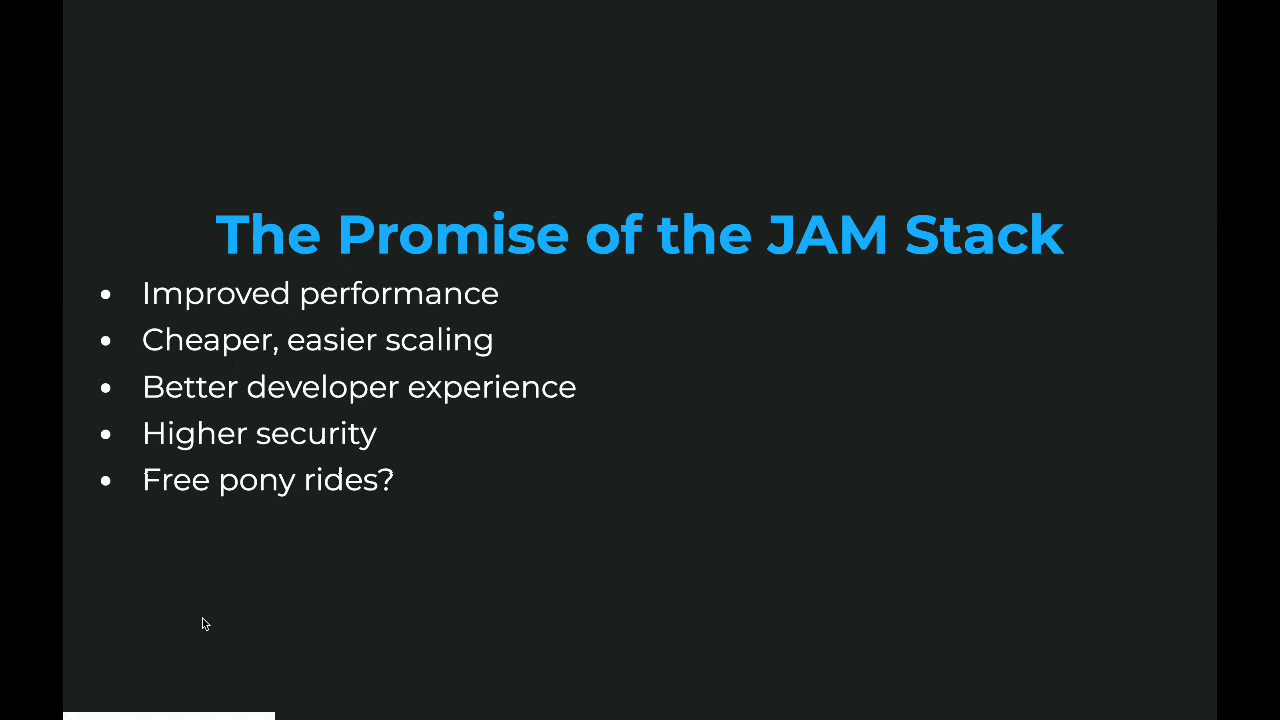 The Promise of the JAM Stack
• Improved performance
• Cheaper, easier scaling
• Better developer experience
• Higher security
• Free pony rides?